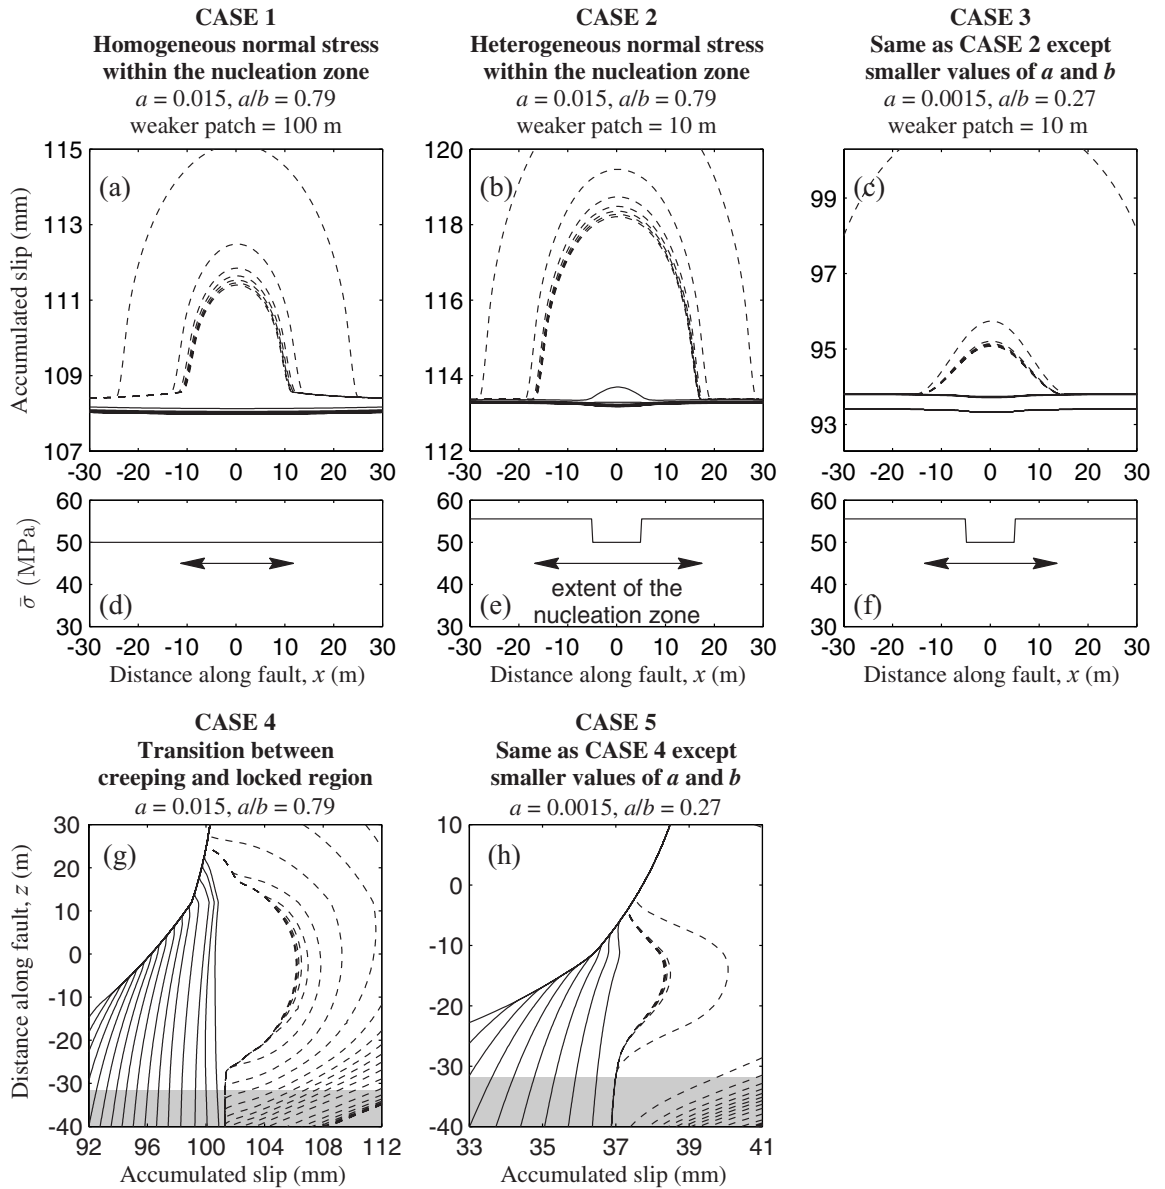 CASE 1
Homogeneous normal stress
within the nucleation zone
a = 0.015, a/b = 0.79
weaker patch = 100 m
CASE 2
Heterogeneous normal stress
within the nucleation zone
a = 0.015, a/b = 0.79
weaker patch = 10 m
CASE 3
Same as CASE 2 except
smaller values of a and b
a = 0.0015, a/b = 0.27
weaker patch = 10 m
Accumulated slip (mm)
115
113
111
109
107
(a)
-30 -20 -10 0 10 20 30
120
118
116
114
112
(b)
-30 -20 -10 0 10 20 30
99
97
95
93
(c)
-30 -20 -10 0 10 20 30
σ̄ (MPa)
60
50
40
30
(d)
-30 -20 -10 0 10 20 30
Distance along fault, x (m)
60
50
40
30
(e)
extent of the
nucleation zone
-30 -20 -10 0 10 20 30
Distance along fault, x (m)
60
50
40
30
(f)
-30 -20 -10 0 10 20 30
Distance along fault, x (m)
CASE 4
Transition between
creeping and locked region
a = 0.015, a/b = 0.79
CASE 5
Same as CASE 4 except
smaller values of a and b
a = 0.0015, a/b = 0.27
Distance along fault, z (m)
30
20
10
0
-10
-20
-30
-40
(g)
92 96 100 104 108 112
Accumulated slip (mm)
10
0
-10
-20
-30
-40
(h)
33 35 37 39 41
Accumulated slip (mm)